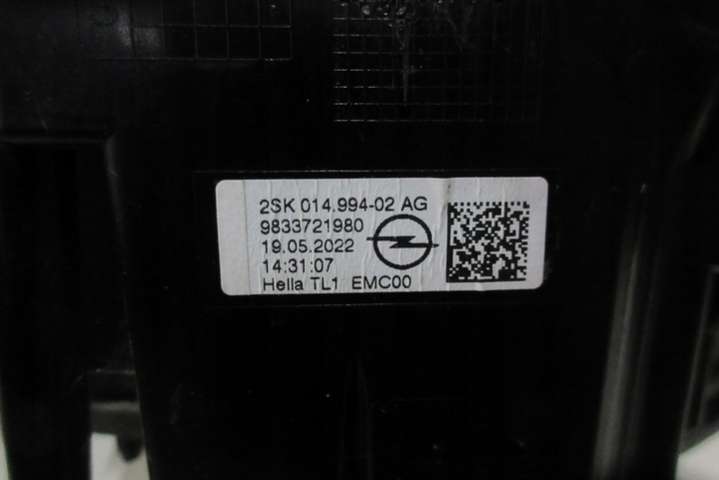 2SK 014.994-02 AG
9833721980
19.05.2022
14:31:07
Hella TL1 EMC00